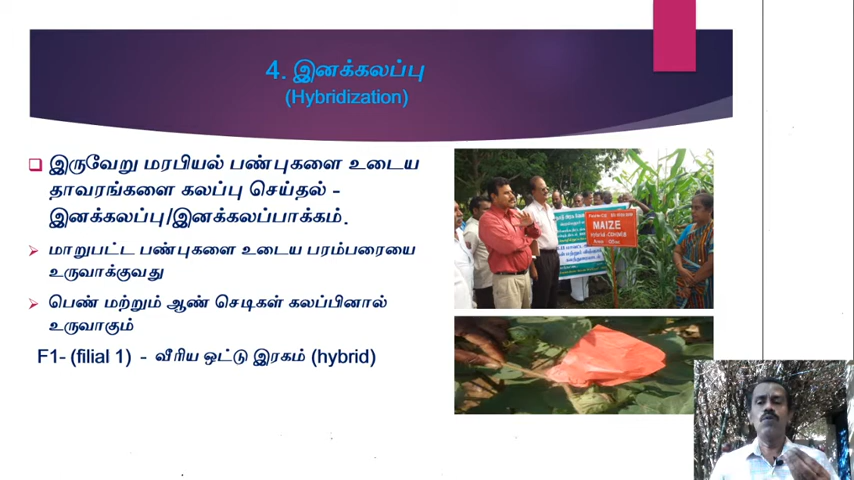 4. இனக்கலப்பு
(Hybridization)
இருவேறு மரபியல் பண்புகளை உடைய
தாவரங்களை கலப்பு செய்தல் –
இனக்கலப்பு/இனக்கலப்பாக்கம்.
மாறுபட்ட பண்புகளை உடைய பரம்பரையை
உருவாக்குவது
பெண் மற்றும் ஆண் செடிகள் கலப்பினால்
உருவாகும்
F1- (filial 1) - வீரிய ஒட்டு இரகம் (hybrid)
MAIZE